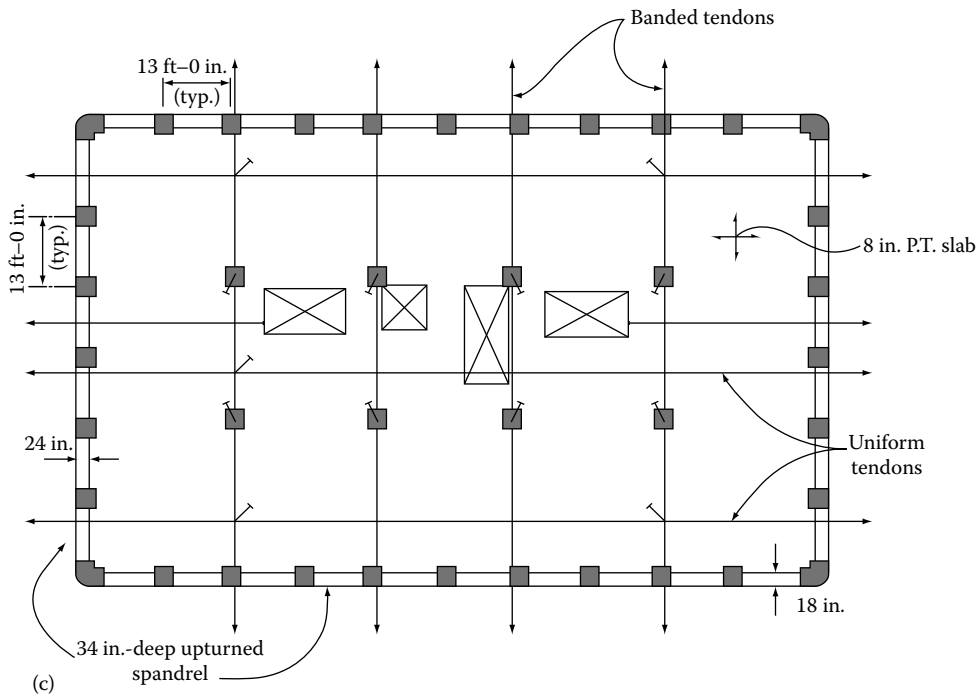 Banded tendons
13 ft–0 in.
(typ.)
13 ft–0 in.
(typ.)
8 in. P.T. slab
24 in.
Uniform
tendons
18 in.
34 in.-deep upturned
spandrel
(c)